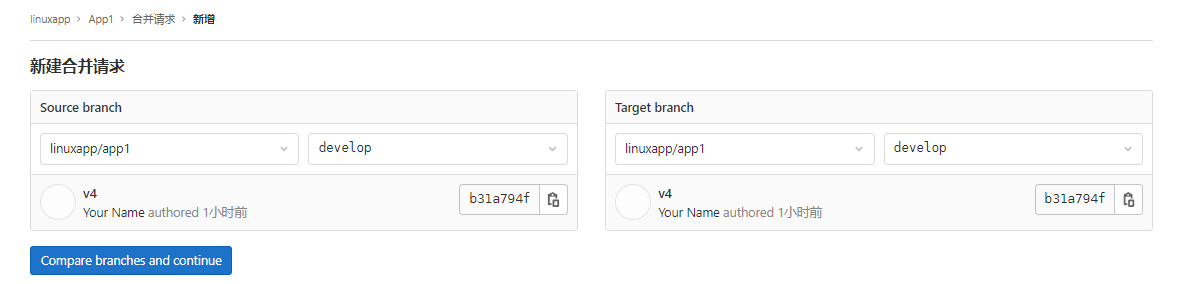 linuxapp > App1 > 合并请求 > 新增
新建合并请求
Source branch
linuxapp/app1 develop
v4
Your Name authored 1小时前
b31a794f
Target branch
linuxapp/app1 develop
v4
Your Name authored 1小时前
b31a794f
Compare branches and continue